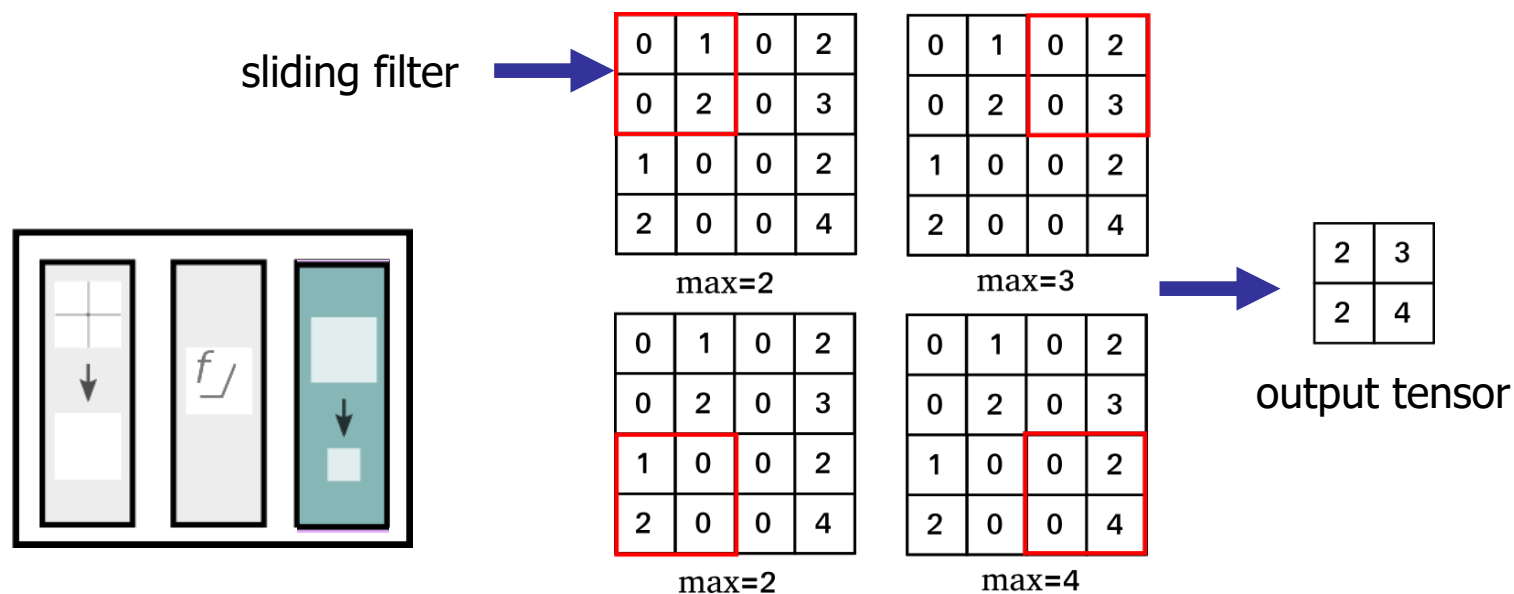 sliding filter
0 1 0 2
0 2 0 3
1 0 0 2
2 0 0 4
max=2
0 1 0 2
0 2 0 3
1 0 0 2
2 0 0 4
max=3
0 1 0 2
0 2 0 3
1 0 0 2
2 0 0 4
max=2
0 1 0 2
0 2 0 3
1 0 0 2
2 0 0 4
max=4
f
2 3
2 4
output tensor